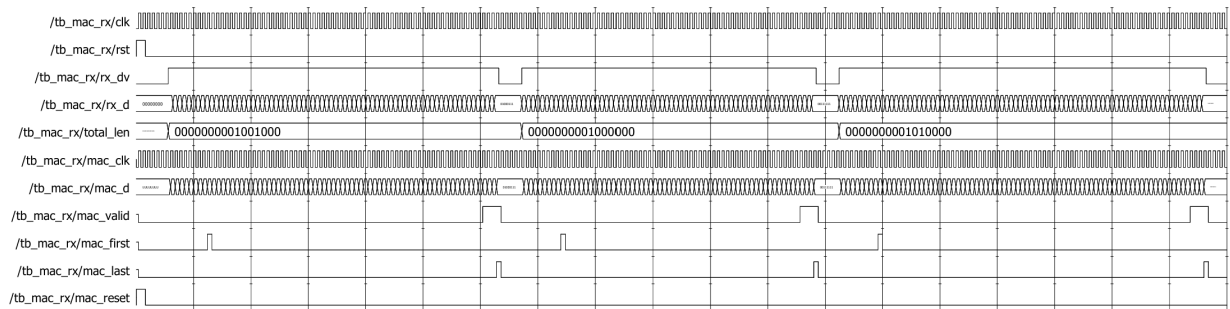 /tb_mac_rx/clk
/tb_mac_rx/rst
/tb_mac_rx/rx_dv
/tb_mac_rx/rx_d 00000000
/tb_mac_rx/total_len 0000000001001000 0000000001000000 0000000001010000
/tb_mac_rx/mac_clk
/tb_mac_rx/mac_d
/tb_mac_rx/mac_valid
/tb_mac_rx/mac_first
/tb_mac_rx/mac_last
/tb_mac_rx/mac_reset